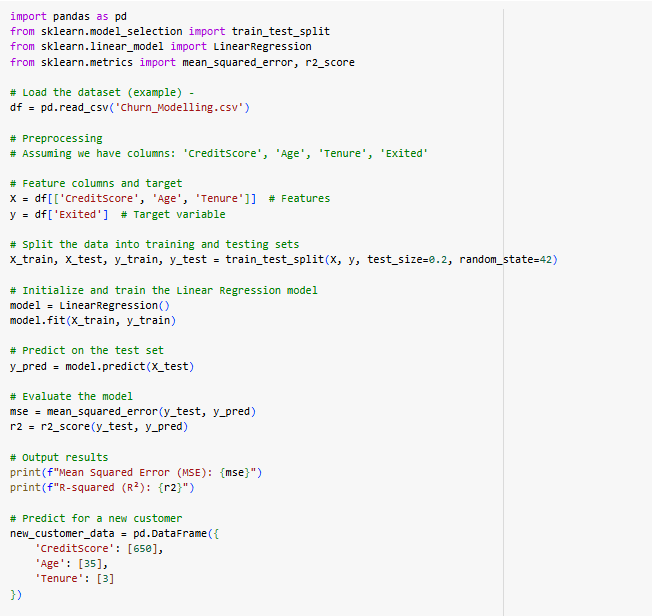 import pandas as pd
from sklearn.model_selection import train_test_split
from sklearn.linear_model import LinearRegression
from sklearn.metrics import mean_squared_error, r2_score

# Load the dataset (example) -
df = pd.read_csv('Churn_Modelling.csv')

# Preprocessing
# Assuming we have columns: 'CreditScore', 'Age', 'Tenure', 'Exited'

# Feature columns and target
X = df[['CreditScore', 'Age', 'Tenure']]  # Features
y = df['Exited']  # Target variable

# Split the data into training and testing sets
X_train, X_test, y_train, y_test = train_test_split(X, y, test_size=0.2, random_state=42)

# Initialize and train the Linear Regression model
model = LinearRegression()
model.fit(X_train, y_train)

# Predict on the test set
y_pred = model.predict(X_test)

# Evaluate the model
mse = mean_squared_error(y_test, y_pred)
r2 = r2_score(y_test, y_pred)

# Output results
print(f"Mean Squared Error (MSE): {mse}")
print(f"R-squared (R²): {r2}")

# Predict for a new customer
new_customer_data = pd.DataFrame({
    'CreditScore': [650],
    'Age': [35],
    'Tenure': [3]
})